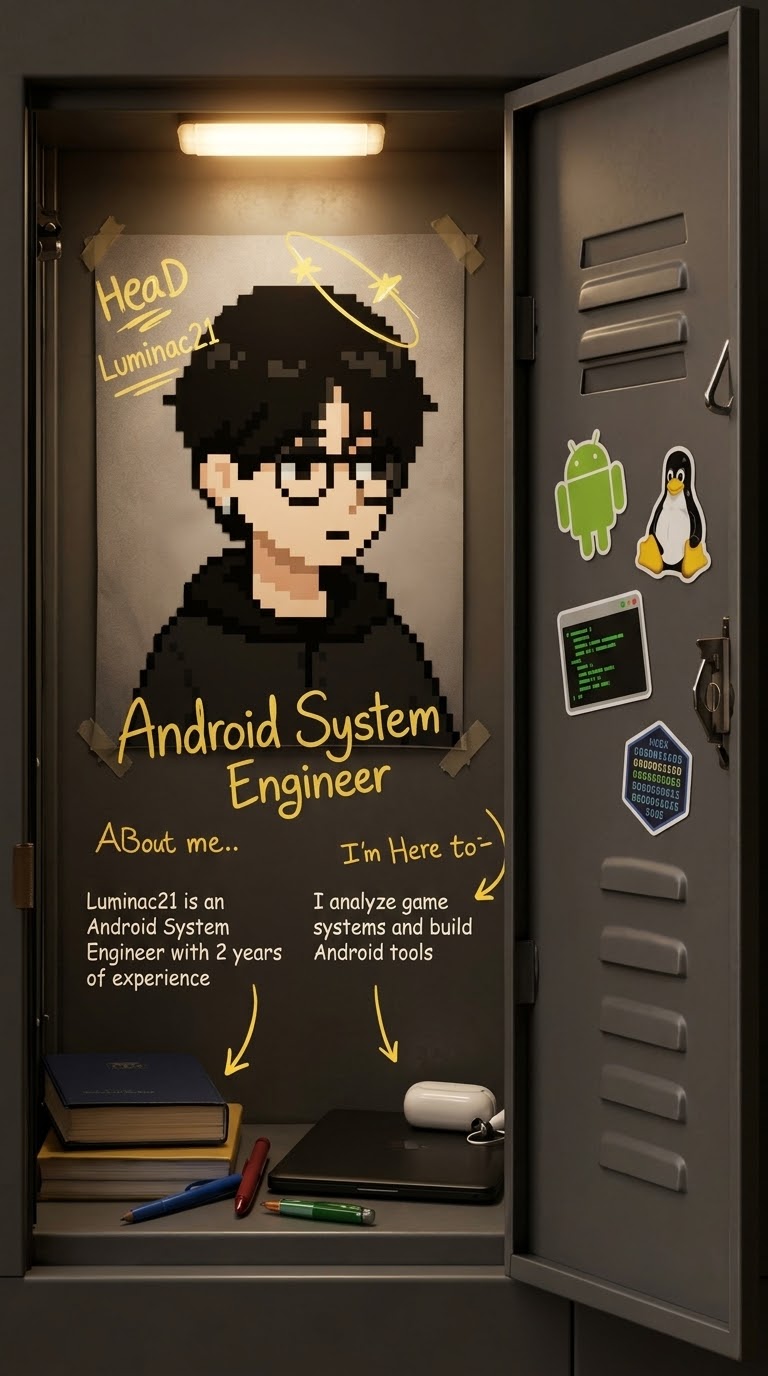 HeaD
Luminac21
Android System
Engineer
ABout me..
Luminac21 is an
Android System
Engineer with 2 years
of experience
I'm Here to:-
I analyze game
systems and build
Android tools